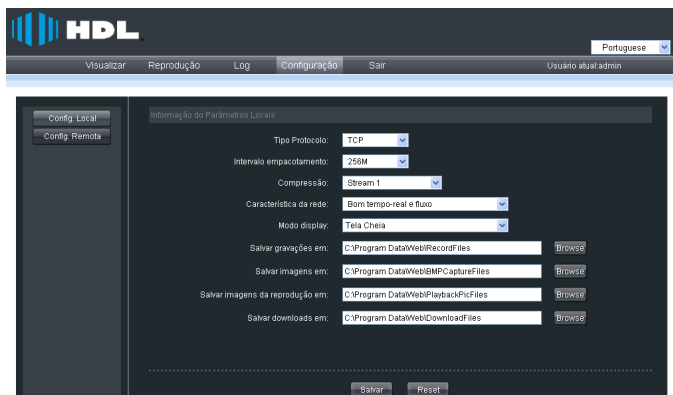 HDL
Portuguese
Visualizar Reprodução Log Configuração Sair Usuário atual:admin
Config. Local
Config. Remota
Informação do Parâmetros Locais
Tipo Protocolo: TCP
Intervalo empacotamento: 256M
Compressão: Stream 1
Característica da rede: Bom tempo-real e fluxo
Modo display: Tela Cheia
Salvar gravações em: C:\Program Data\Web\RecordFiles Browse
Salvar imagens em: C:\Program Data\Web\BMPCaptureFiles Browse
Salvar imagens da reprodução em: C:\Program Data\Web\PlaybackPicFiles Browse
Salvar downloads em: C:\Program Data\Web\DownloadFiles Browse
Salvar Reset